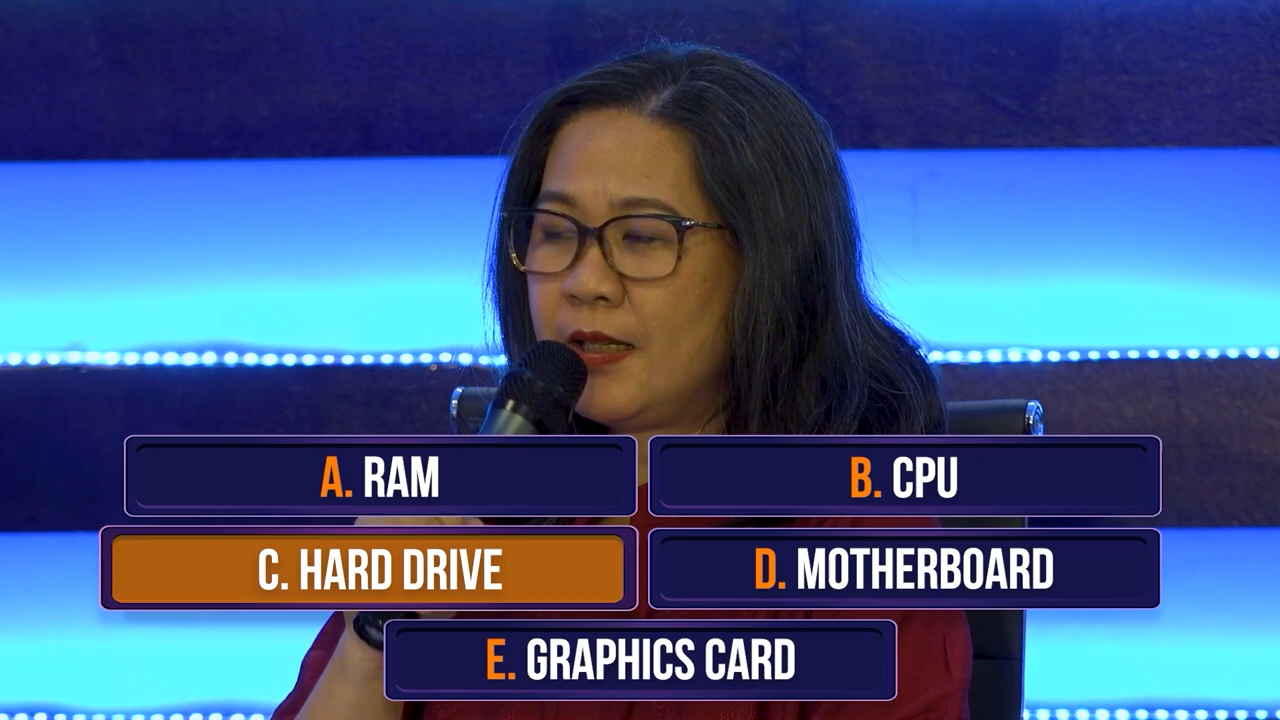 A. RAM
B. CPU
C. HARD DRIVE
D. MOTHERBOARD
E. GRAPHICS CARD